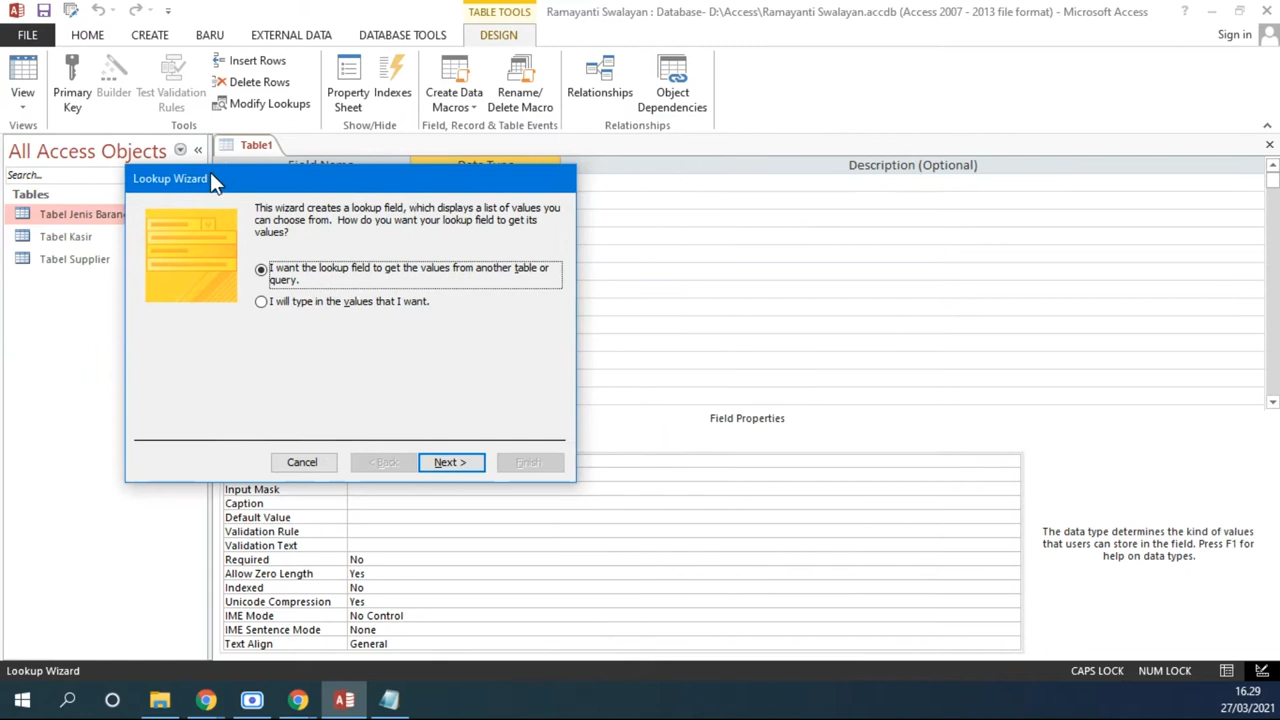 TABLE TOOLS
Ramayanti Swalayan : Database- D:\Access\Ramayanti Swalayan.accdb (Access 2007 - 2013 file format) - Microsoft Access
?
FILE
HOME
CREATE
BARU
EXTERNAL DATA
DATABASE TOOLS
DESIGN
Sign in
View
Primary Key
Builder
Test Validation Rules
Insert Rows
Delete Rows
Modify Lookups
Property Sheet
Indexes
Create Data Macros
Rename/ Delete Macro
Relationships
Object Dependencies
Views
Tools
Show/Hide
Field, Record & Table Events
Relationships
All Access Objects
Search...
Tables
Tabel Jenis Baran
Tabel Kasir
Tabel Supplier
Table1
Field Name
Data Type
Description (Optional)
Lookup Wizard
This wizard creates a lookup field, which displays a list of values you
can choose from. How do you want your lookup field to get its
values?
I want the lookup field to get the values from another table or
query.
I will type in the values that I want.
Cancel
< Back
Next >
Finish
Field Properties
Input Mask
Caption
Default Value
Validation Rule
Validation Text
Required No
Allow Zero Length Yes
Indexed No
Unicode Compression Yes
IME Mode No Control
IME Sentence Mode None
Text Align General
The data type determines the kind of values
that users can store in the field. Press F1 for
help on data types.
Lookup Wizard
CAPS LOCK
NUM LOCK
16.29
27/03/2021